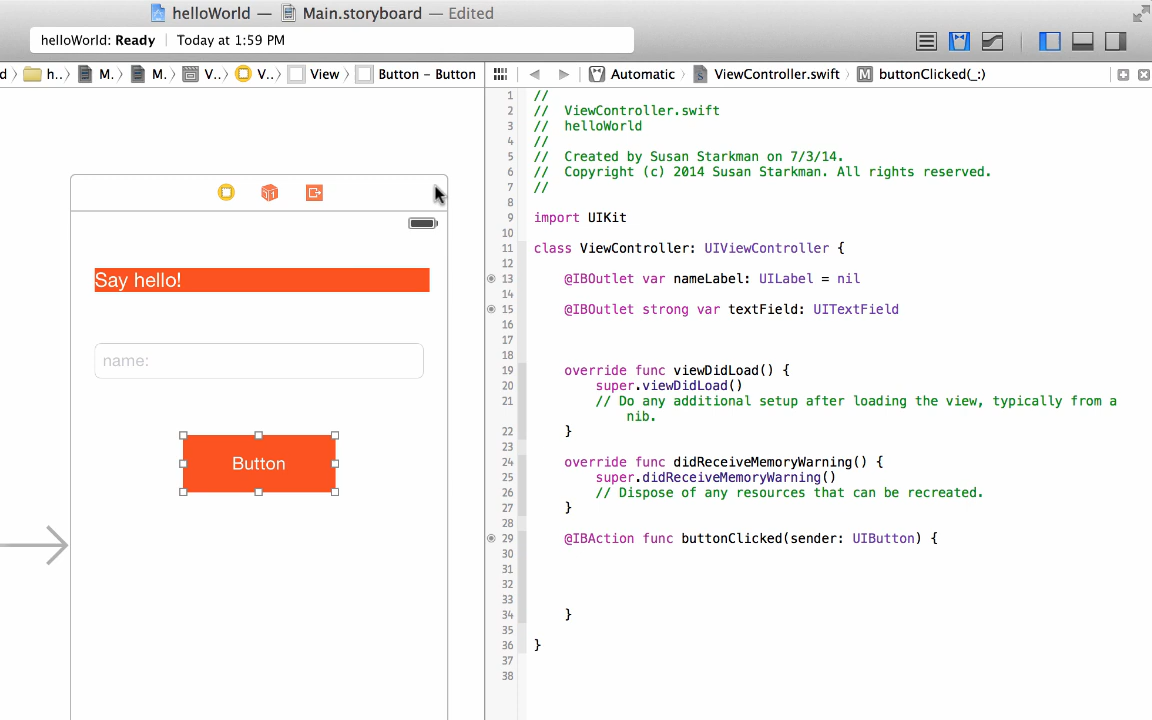 helloWorld — Main.storyboard — Edited
helloWorld: Ready | Today at 1:59 PM
d h.. M. M. V.. V.. View Button - Button
Automatic ViewController.swift M buttonClicked(_:)
Say hello!
name:
Button
1 //
2 //  ViewController.swift
3 //  helloWorld
4 //
5 //  Created by Susan Starkman on 7/3/14.
6 //  Copyright (c) 2014 Susan Starkman. All rights reserved.
7 //
8
9 import UIKit
10
11 class ViewController: UIViewController {
12
13     @IBOutlet var nameLabel: UILabel = nil
14
15     @IBOutlet strong var textField: UITextField
16
17
18
19     override func viewDidLoad() {
20         super.viewDidLoad()
21         // Do any additional setup after loading the view, typically from a
nib.
22     }
23
24     override func didReceiveMemoryWarning() {
25         super.didReceiveMemoryWarning()
26         // Dispose of any resources that can be recreated.
27     }
28
29     @IBAction func buttonClicked(sender: UIButton) {
30
31
32
33
34     }
35
36 }
37
38